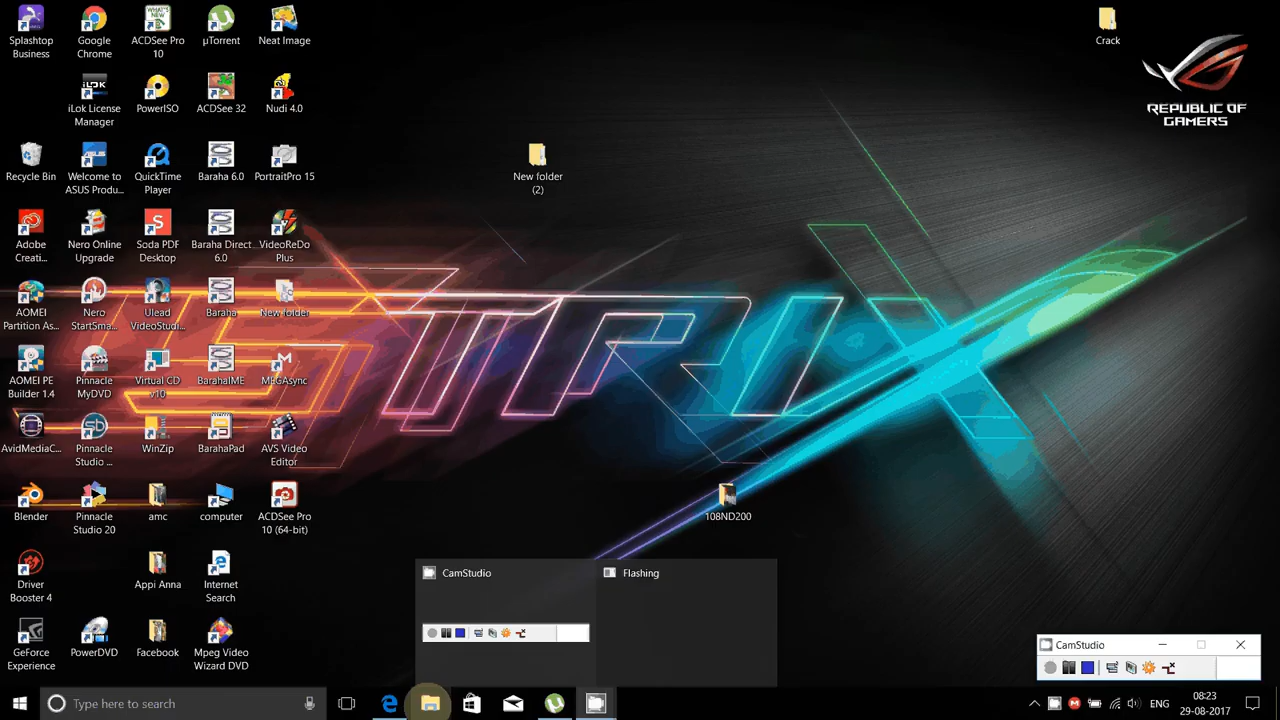 Splashtop
Business
Google
Chrome
ACDSee Pro
10
µTorrent
Neat Image
Crack
iLok License
Manager
PowerISO
ACDSee 32
Nudi 4.0
REPUBLIC OF
GAMERS
Recycle Bin
Welcome to
ASUS Produ...
QuickTime
Player
Baraha 6.0
PortraitPro 15
New folder
(2)
Adobe
Creati...
Nero Online
Upgrade
Soda PDF
Desktop
Baraha Direct
6.0
VideoReDo
Plus
AOMEI
Partition As...
Nero
StartSma...
Ulead
VideoStudi...
Baraha
New folder
STRIX
AOMEI PE
Builder 1.4
Pinnacle
MyDVD
Virtual CD
v10
BarahaIME
MEGAsync
AvidMediaC...
Pinnacle
Studio ...
WinZip
BarahaPad
AVS Video
Editor
Blender
Pinnacle
Studio 20
amc
computer
ACDSee Pro
10 (64-bit)
108ND200
Driver
Booster 4
Appi Anna
Internet
Search
GeForce
Experience
PowerDVD
Facebook
Mpeg Video
Wizard DVD
CamStudio
Flashing
CamStudio
Type here to search
ENG
08:23
29-08-2017